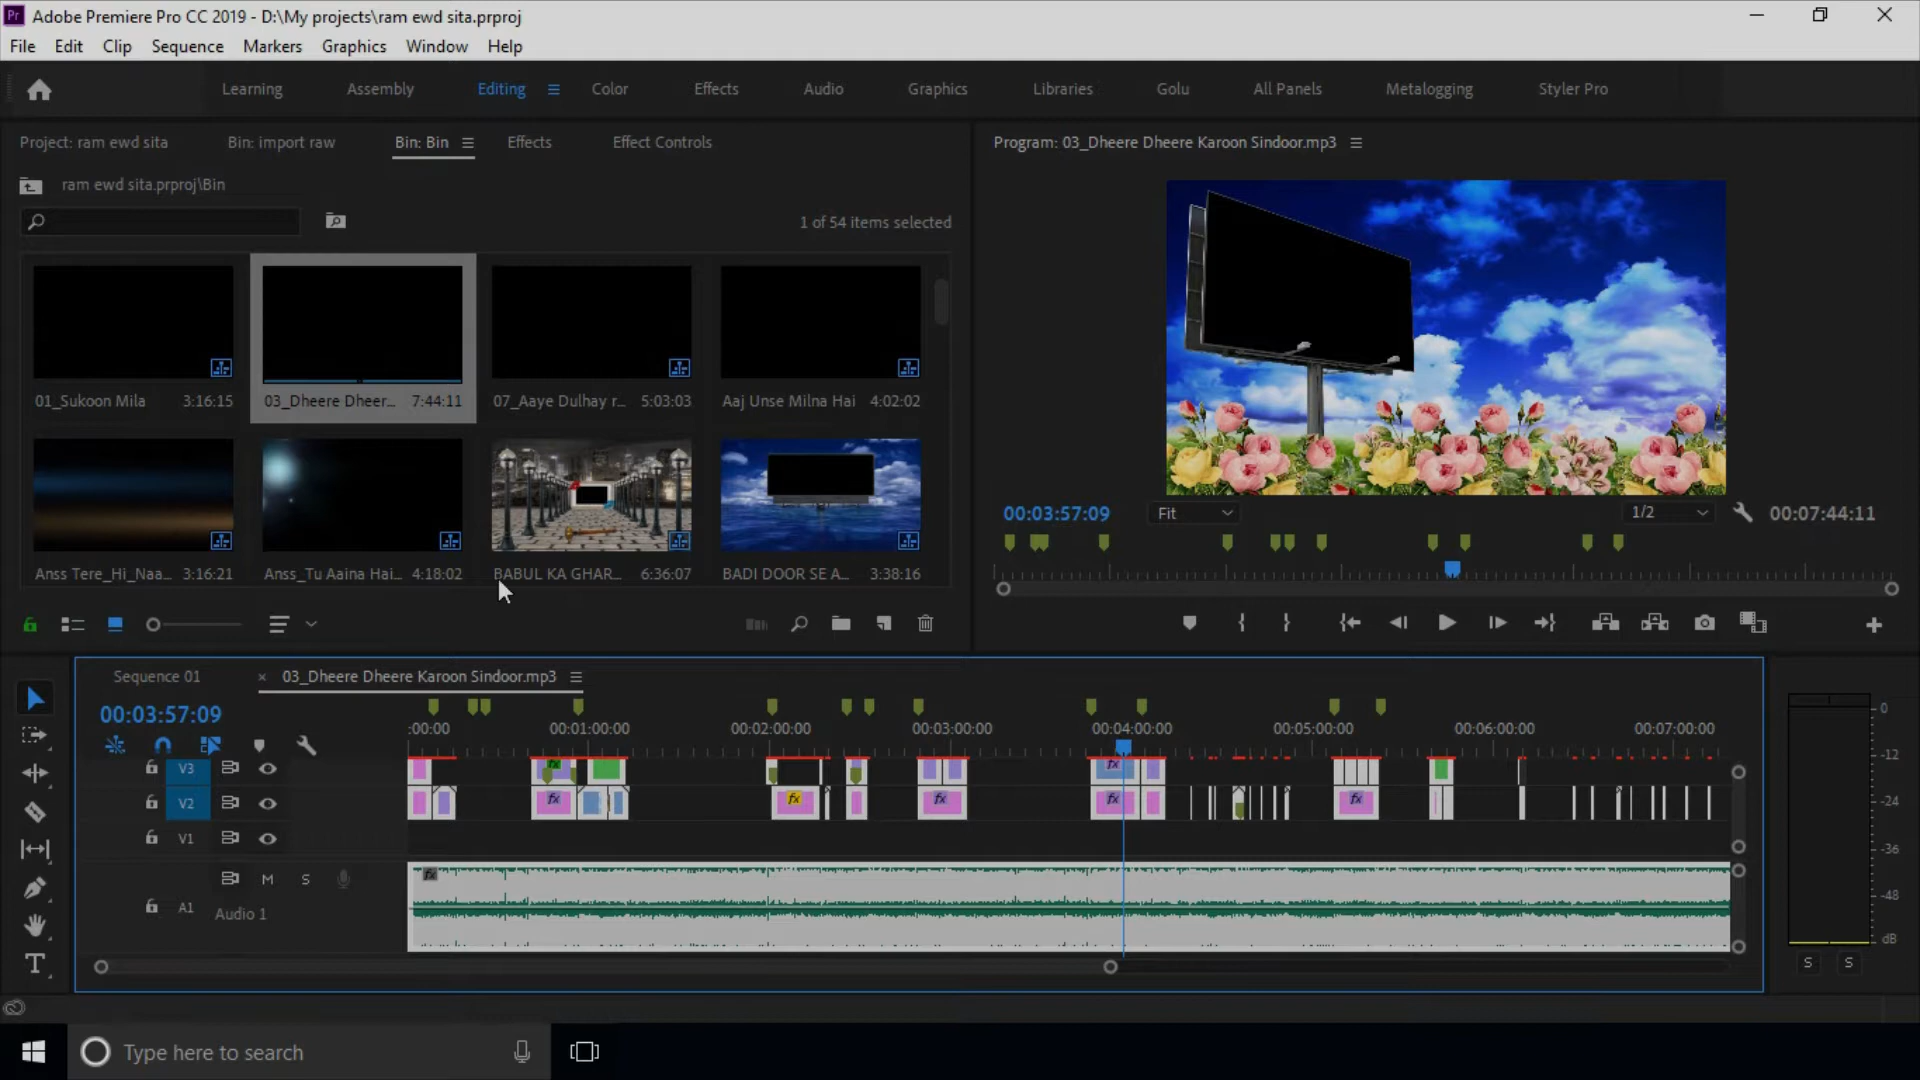 Pr Adobe Premiere Pro CC 2019 - D:\My projects\ram ewd sita.prproj
File Edit Clip Sequence Markers Graphics Window Help
Learning Assembly Editing Color Effects Audio Graphics Libraries Golu All Panels Metalogging Styler Pro
Project: ram ewd sita Bin: import raw Bin: Bin Effects Effect Controls
Program: 03_Dheere Dheere Karoon Sindoor.mp3
ram ewd sita.prproj\Bin
1 of 54 items selected
01_Sukoon Mila 3:16:15 03_Dheere Dheer... 7:44:11 07_Aaye Dulhay r... 5:03:03 Aaj Unse Milna Hai 4:02:02
Anss Tere_Hi_Naa... 3:16:21 Anss_Tu Aaina Hai... 4:18:02 BABUL KA GHAR... 6:36:07 BADI DOOR SE A... 3:38:16
00:03:57:09 Fit 1/2 00:07:44:11
Sequence 01 × 03_Dheere Dheere Karoon Sindoor.mp3
00:03:57:09
:00:00 00:01:00:00 00:02:00:00 00:03:00:00 00:04:00:00 00:05:00:00 00:06:00:00 00:07:00:00
V3 fx fx
V2 fx fx fx fx fx
V1
M S fx
A1 Audio 1
0
-12
-24
-36
-48
dB
S S
Type here to search